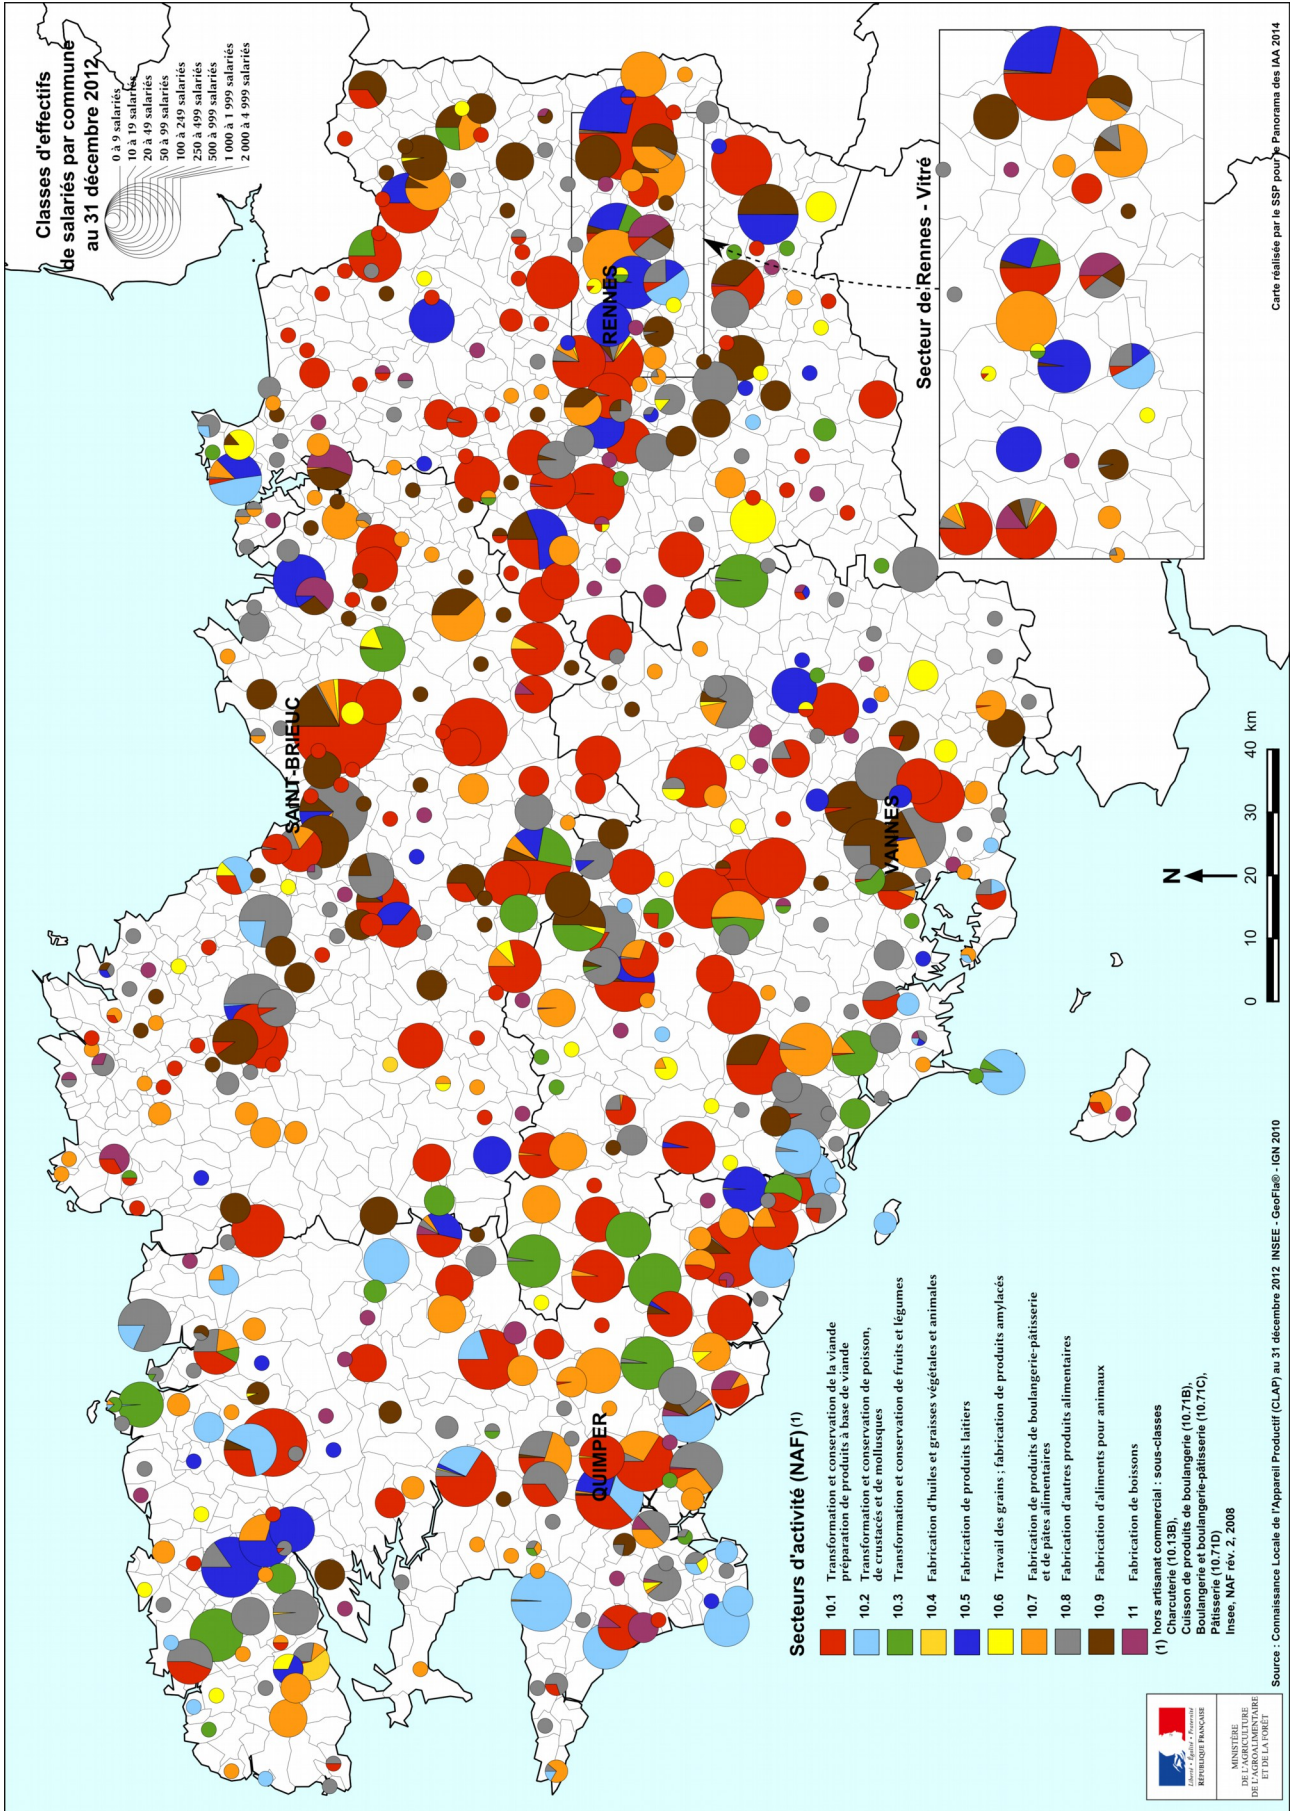 Classes d'effectifs
de salariés par commune
au 31 décembre 2012
0 à 9 salariés
10 à 19 salariés
20 à 49 salariés
50 à 99 salariés
100 à 249 salariés
250 à 499 salariés
500 à 999 salariés
1 000 à 1 999 salariés
2 000 à 4 999 salariés
SAINT-BRIEUC
RENNES
QUIMPER
VANNES
Secteur de Rennes - Vitré
N
0 10 20 30 40 km
Secteurs d'activité (NAF) (1)
10.1 Transformation et conservation de la viande
préparation de produits à base de viande
10.2 Transformation et conservation de poisson,
de crustacés et de mollusques
10.3 Transformation et conservation de fruits et légumes
10.4 Fabrication d'huiles et graisses végétales et animales
10.5 Fabrication de produits laitiers
10.6 Travail des grains ; fabrication de produits amylacés
10.7 Fabrication de produits de boulangerie-pâtisserie
et de pâtes alimentaires
10.8 Fabrication d'autres produits alimentaires
10.9 Fabrication d'aliments pour animaux
11 Fabrication de boissons
(1) hors artisanat commercial : sous-classes
Charcuterie (10.13B),
Cuisson de produits de boulangerie (10.71B),
Boulangerie et boulangerie-pâtisserie (10.71C),
Pâtisserie (10.71D)
Insee, NAF rév. 2, 2008
Liberté • Égalité • Fraternité
RÉPUBLIQUE FRANÇAISE
MINISTÈRE
DE L'AGRICULTURE
DE L'AGROALIMENTAIRE
ET DE LA FORÊT
Source : Connaissance Locale de l'Appareil Productif (CLAP) au 31 décembre 2012 INSEE - GeoFla® - IGN 2010
Carte réalisée par le SSP pour le Panorama des IAA 2014